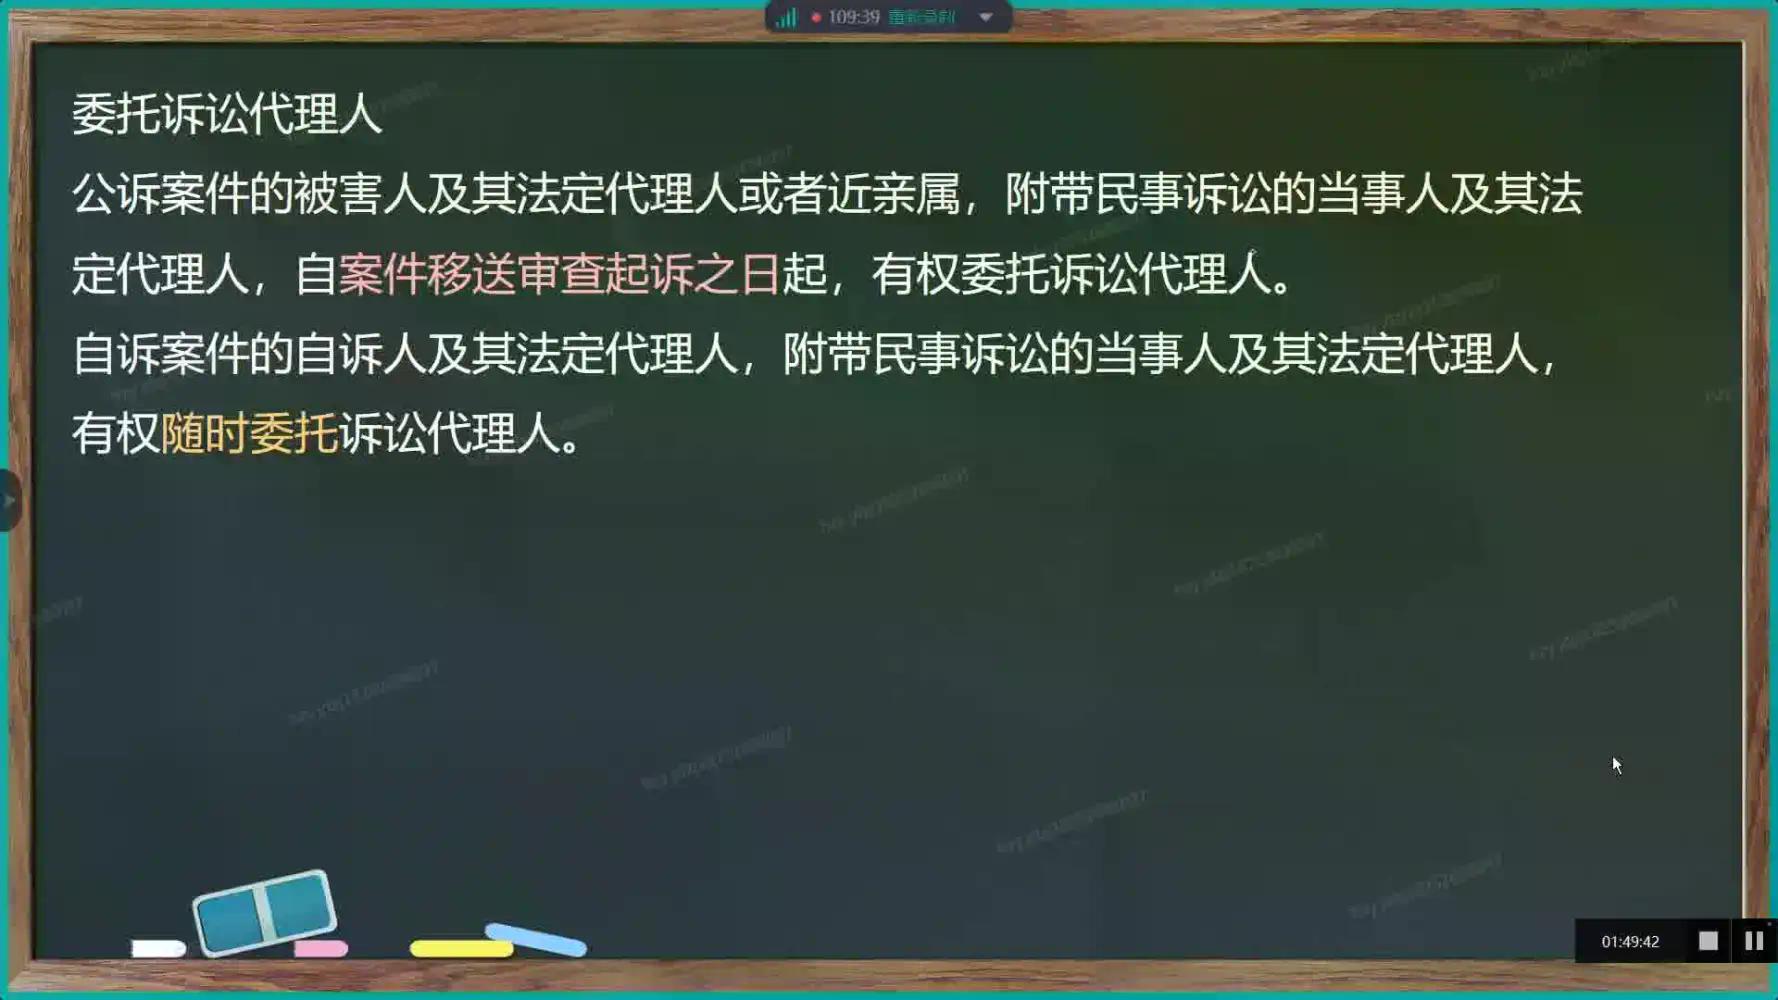 109:39
委托诉讼代理人
公诉案件的被害人及其法定代理人或者近亲属，附带民事诉讼的当事人及其法
定代理人，自案件移送审查起诉之日起，有权委托诉讼代理人。
自诉案件的自诉人及其法定代理人，附带民事诉讼的当事人及其法定代理人，
有权随时委托诉讼代理人。
01:49:42